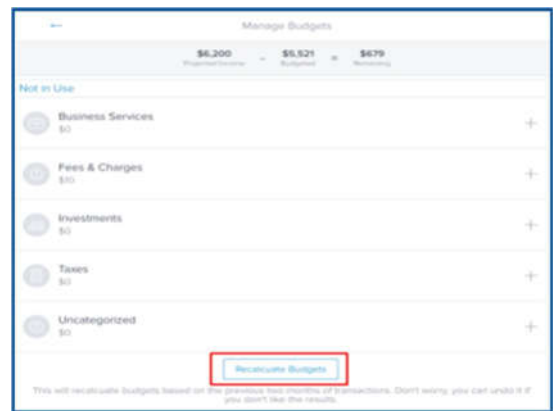 Manage Budgets
$6,200 - $5,521 = $679
Projected Income Budgeted Remaining
Not in Use
Business Services
$0
Fees & Charges
$10
Investments
$0
Taxes
$0
Uncategorized
$0
Recalculate Budgets
This will recalculate budgets based on the previous two months of transactions. Don't worry, you can undo it if
you don't like the results.